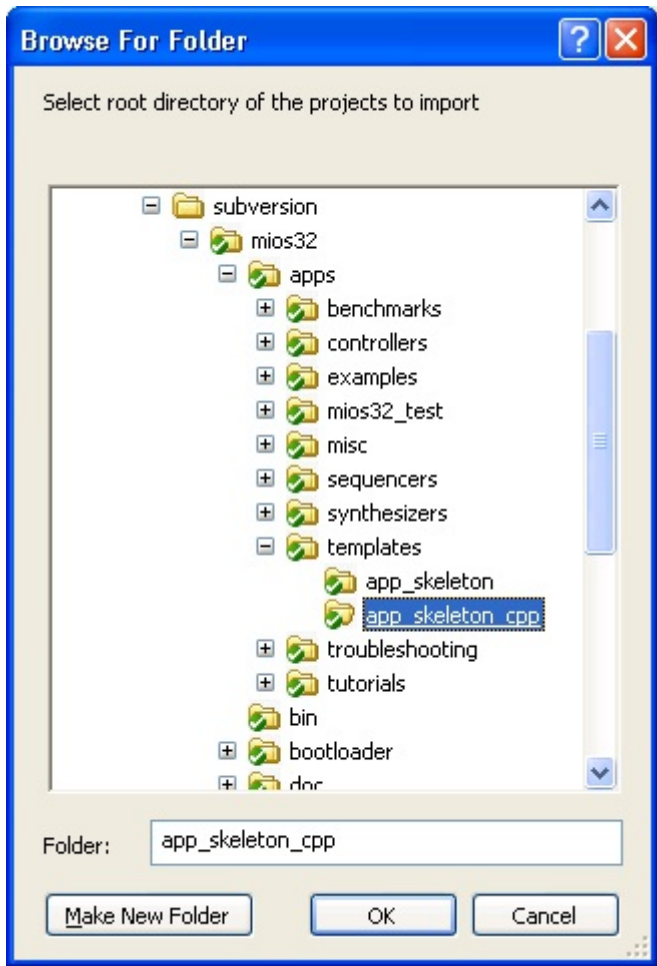 Browse For Folder
Select root directory of the projects to import
subversion
mios32
apps
benchmarks
controllers
examples
mios32_test
misc
sequencers
synthesizers
templates
app_skeleton
app_skeleton_cpp
troubleshooting
tutorials
bin
bootloader
doc
Folder: app_skeleton_cpp
Make New Folder OK Cancel